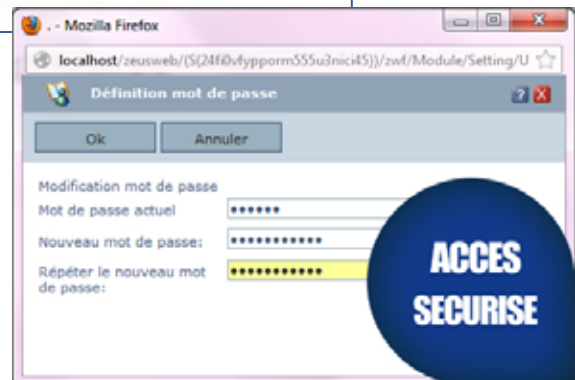 . - Mozilla Firefox
localhost/zeusweb/(S(24fi0vfypporm555u3nici45))/zwf/Module/Setting/U
Définition mot de passe
Ok Annuler
Modification mot de passe
Mot de passe actuel ••••••
Nouveau mot de passe: •••••••••••
Répéter le nouveau mot •••••••••••
de passe:
ACCES
SECURISE